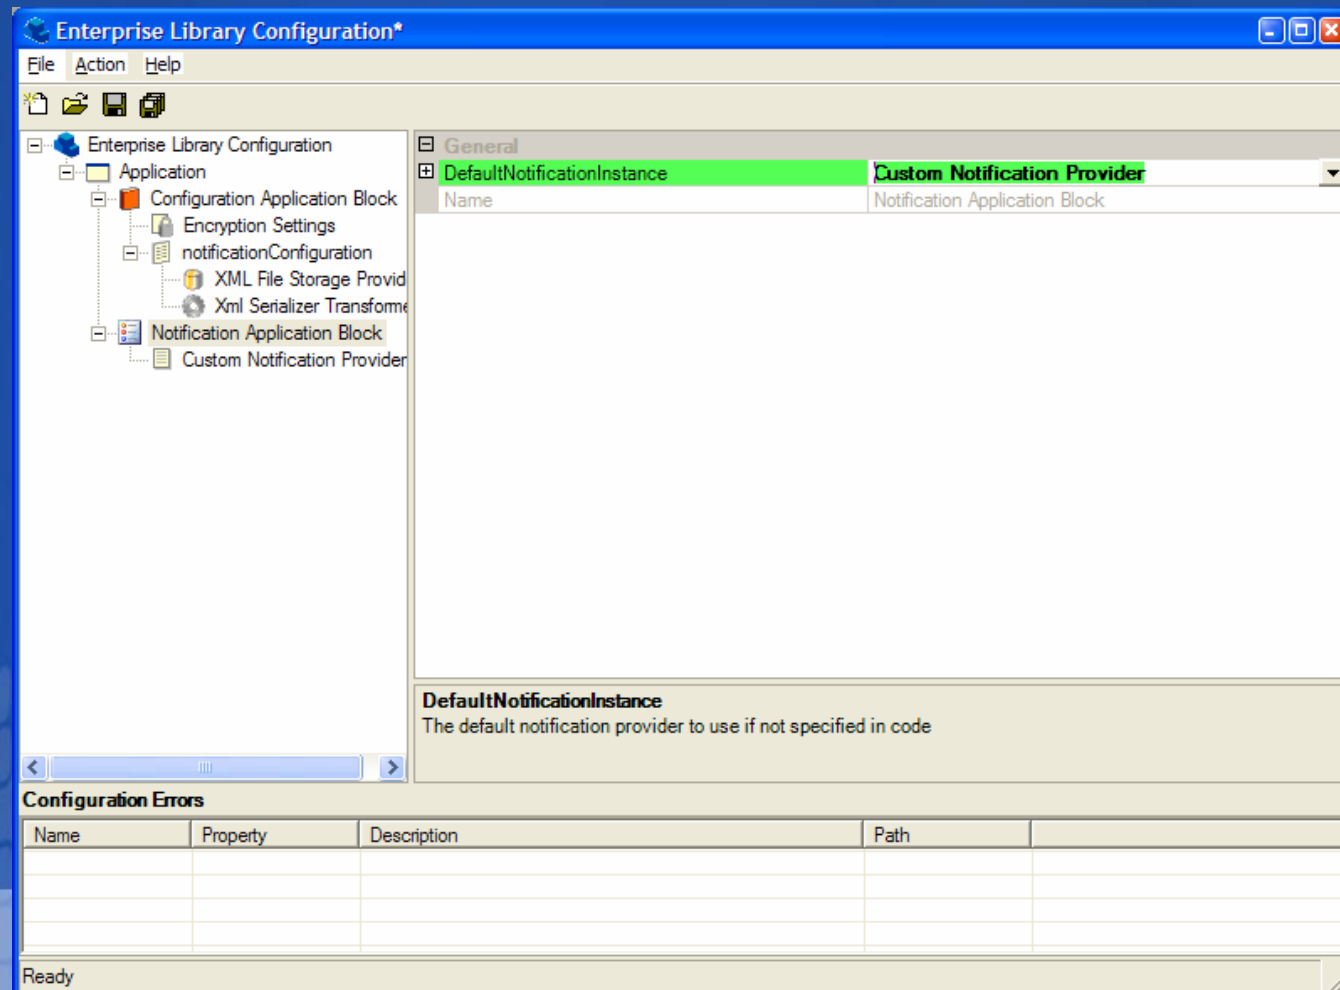 Enterprise Library Configuration*
File Action Help
Enterprise Library Configuration
Application
Configuration Application Block
Encryption Settings
notificationConfiguration
XML File Storage Provid
Xml Serializer Transforme
Notification Application Block
Custom Notification Provider
General
DefaultNotificationInstance Custom Notification Provider
Name Notification Application Block
DefaultNotificationInstance
The default notification provider to use if not specified in code
Configuration Errors
Name Property Description Path
Ready